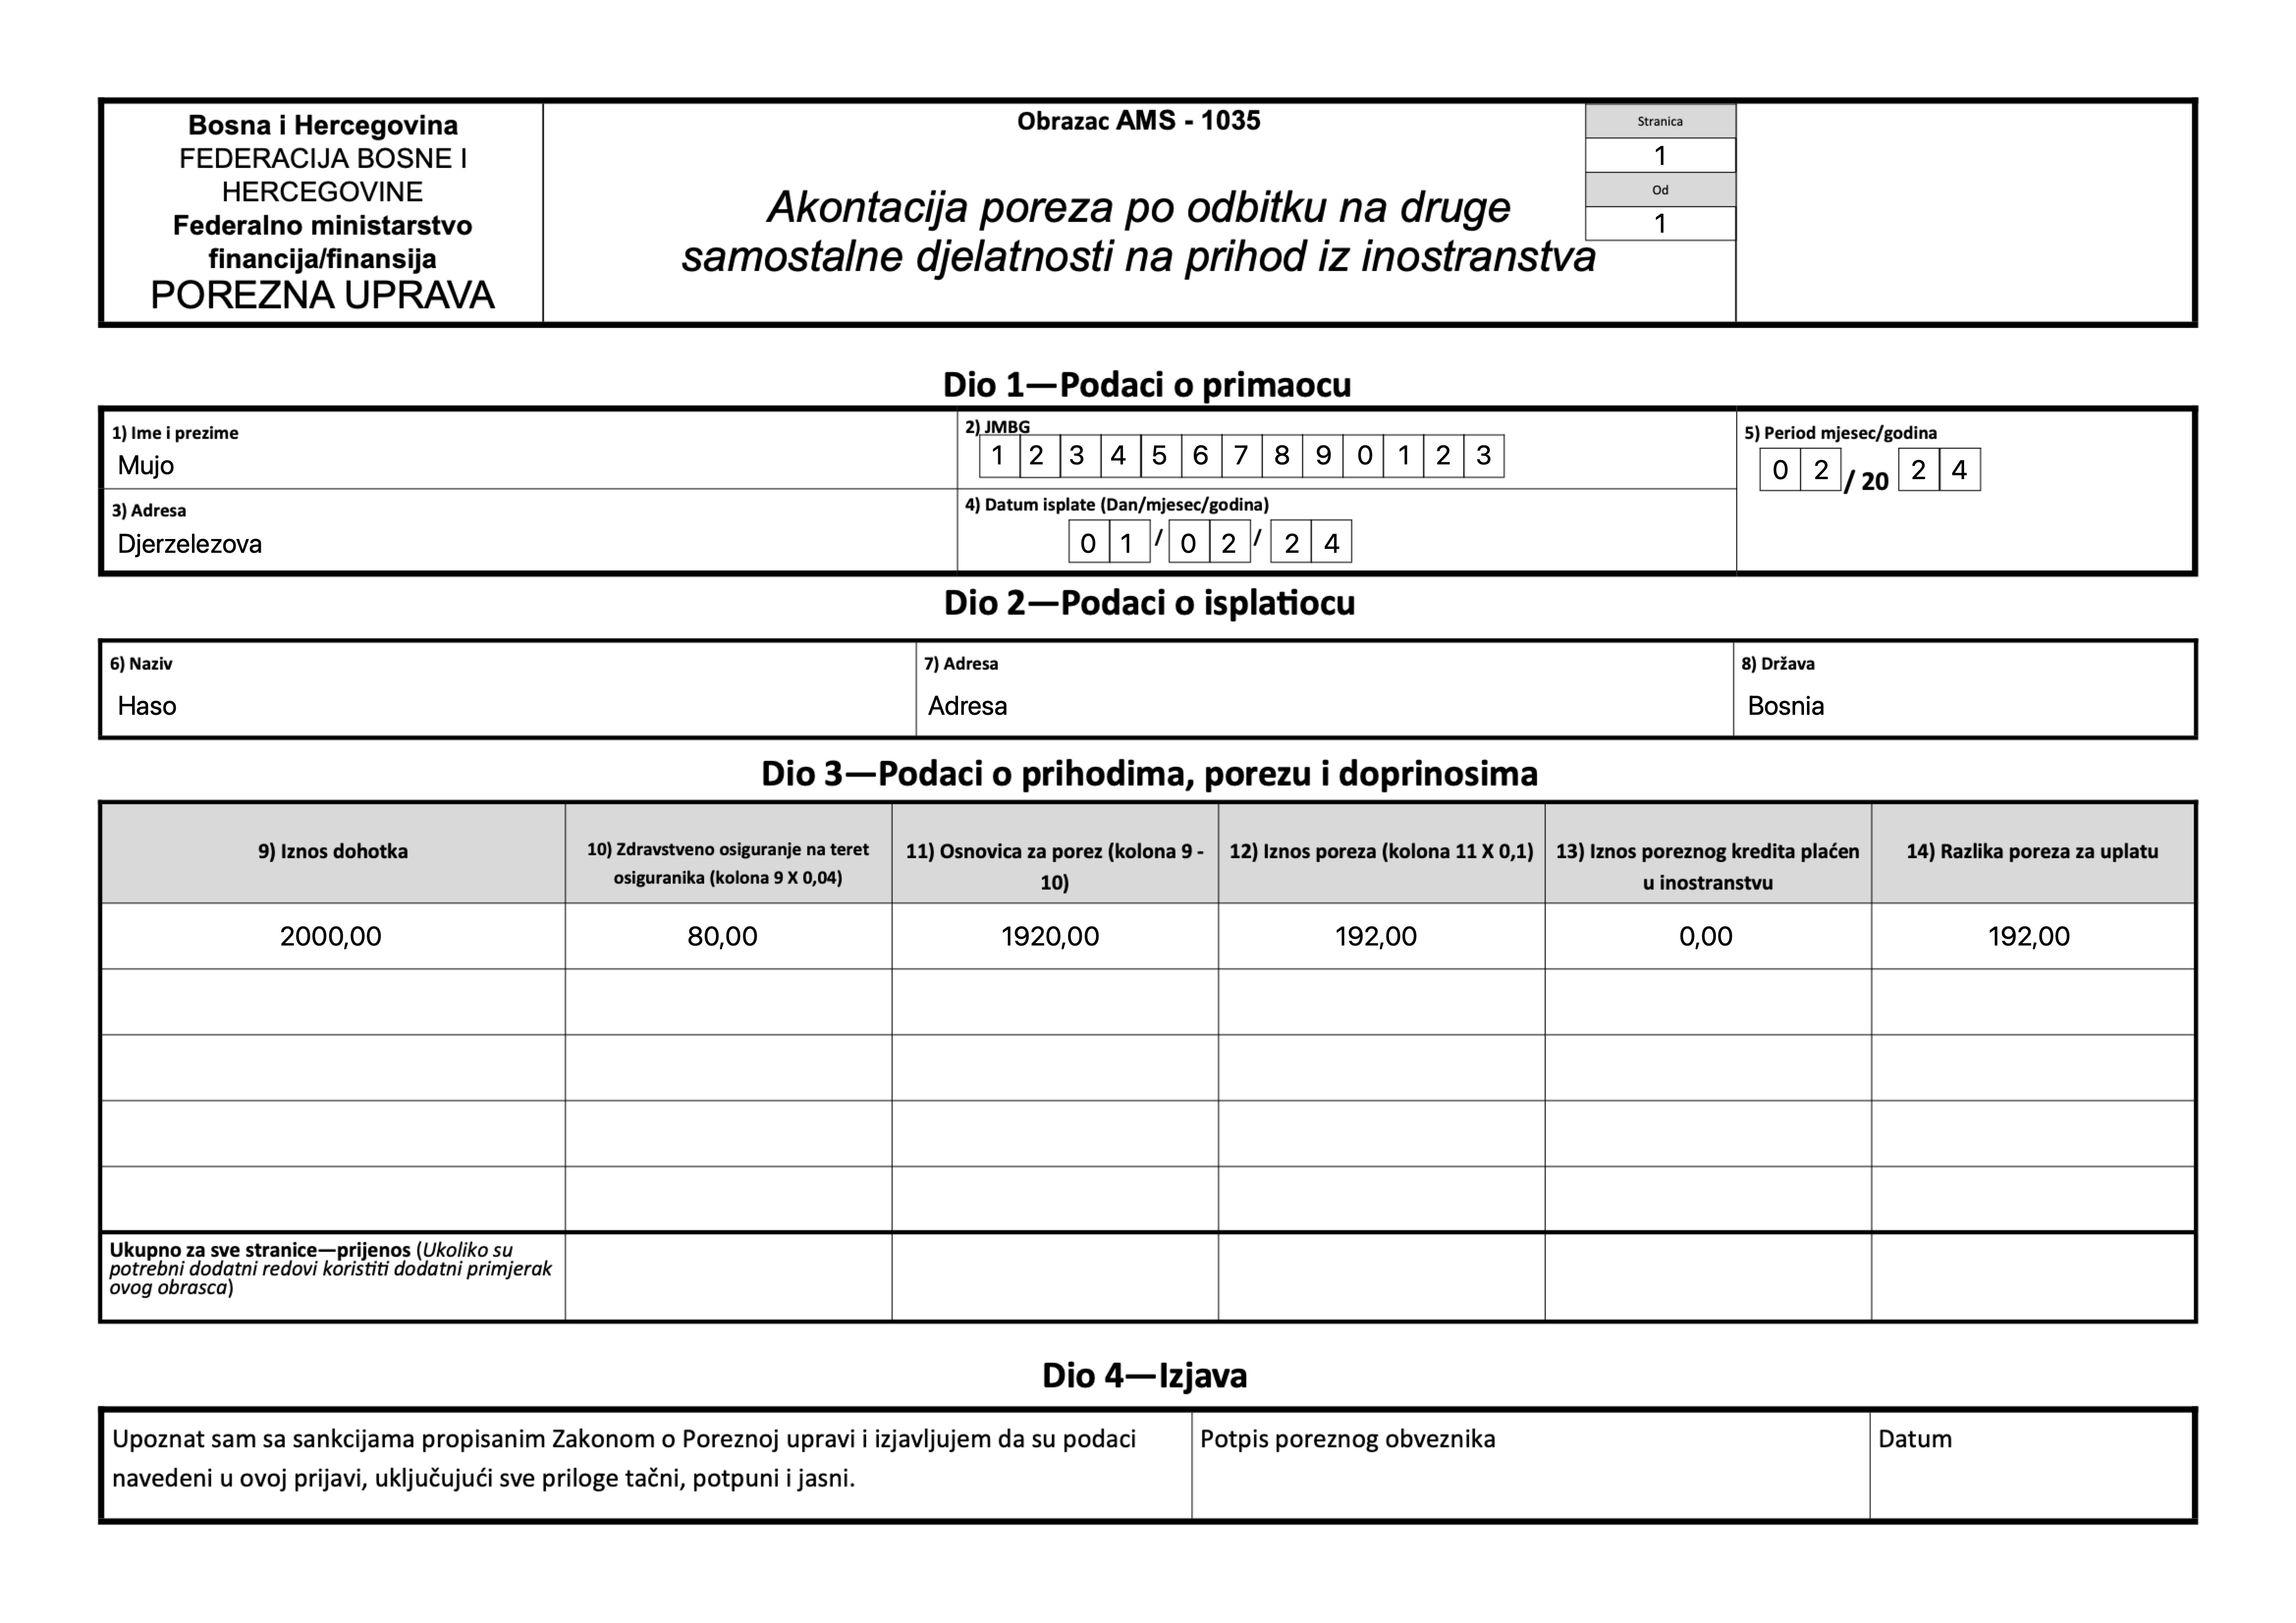 Bosna i Hercegovina
FEDERACIJA BOSNE I
HERCEGOVINE
Federalno ministarstvo
financija/finansija
POREZNA UPRAVA
Obrazac AMS - 1035
Akontacija poreza po odbitku na druge
samostalne djelatnosti na prihod iz inostranstva
Stranica
1
Od
1
Dio 1—Podaci o primaocu
1) Ime i prezime
Mujo
2) JMBG
1 2 3 4 5 6 7 8 9 0 1 2 3
5) Period mjesec/godina
0 2 / 20 2 4
3) Adresa
Djerzelezova
4) Datum isplate (Dan/mjesec/godina)
0 1 / 0 2 / 2 4
Dio 2—Podaci o isplatiocu
6) Naziv
Haso
7) Adresa
Adresa
8) Država
Bosnia
Dio 3—Podaci o prihodima, porezu i doprinosima
9) Iznos dohotka
10) Zdravstveno osiguranje na teret
osiguranika (kolona 9 X 0,04)
11) Osnovica za porez (kolona 9 -
10)
12) Iznos poreza (kolona 11 X 0,1)
13) Iznos poreznog kredita plaćen
u inostranstvu
14) Razlika poreza za uplatu
2000,00 80,00 1920,00 192,00 0,00 192,00
Ukupno za sve stranice—prijenos (Ukoliko su
potrebni dodatni redovi koristiti dodatni primjerak
ovog obrasca)
Dio 4—Izjava
Upoznat sam sa sankcijama propisanim Zakonom o Poreznoj upravi i izjavljujem da su podaci
navedeni u ovoj prijavi, uključujući sve priloge tačni, potpuni i jasni.
Potpis poreznog obveznika
Datum